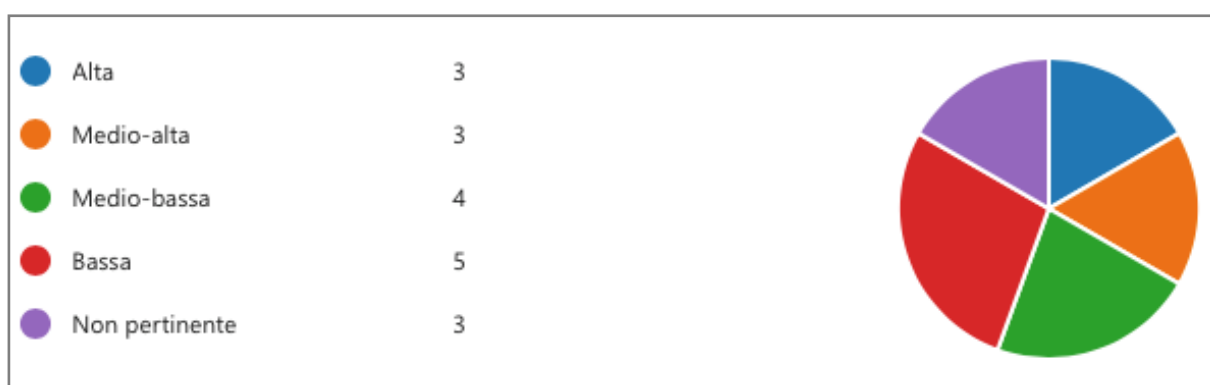 Alta 3
Medio-alta 3
Medio-bassa 4
Bassa 5
Non pertinente 3